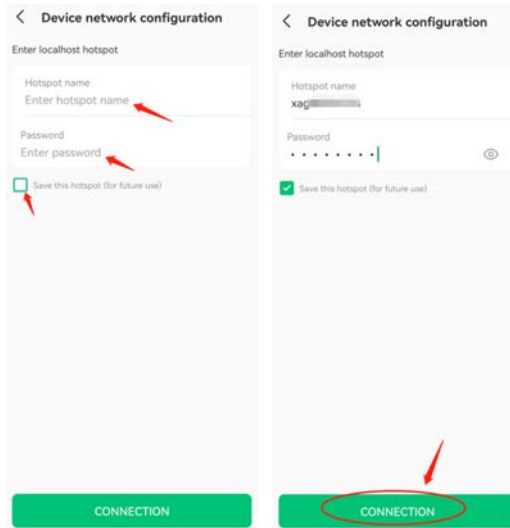 Device network configuration
Enter localhost hotspot
Hotspot name
Enter hotspot name
Password
Enter password
Save this hotspot (for future use)
CONNECTION
Device network configuration
Enter localhost hotspot
Hotspot name
xag
Password
Save this hotspot (for future use)
CONNECTION